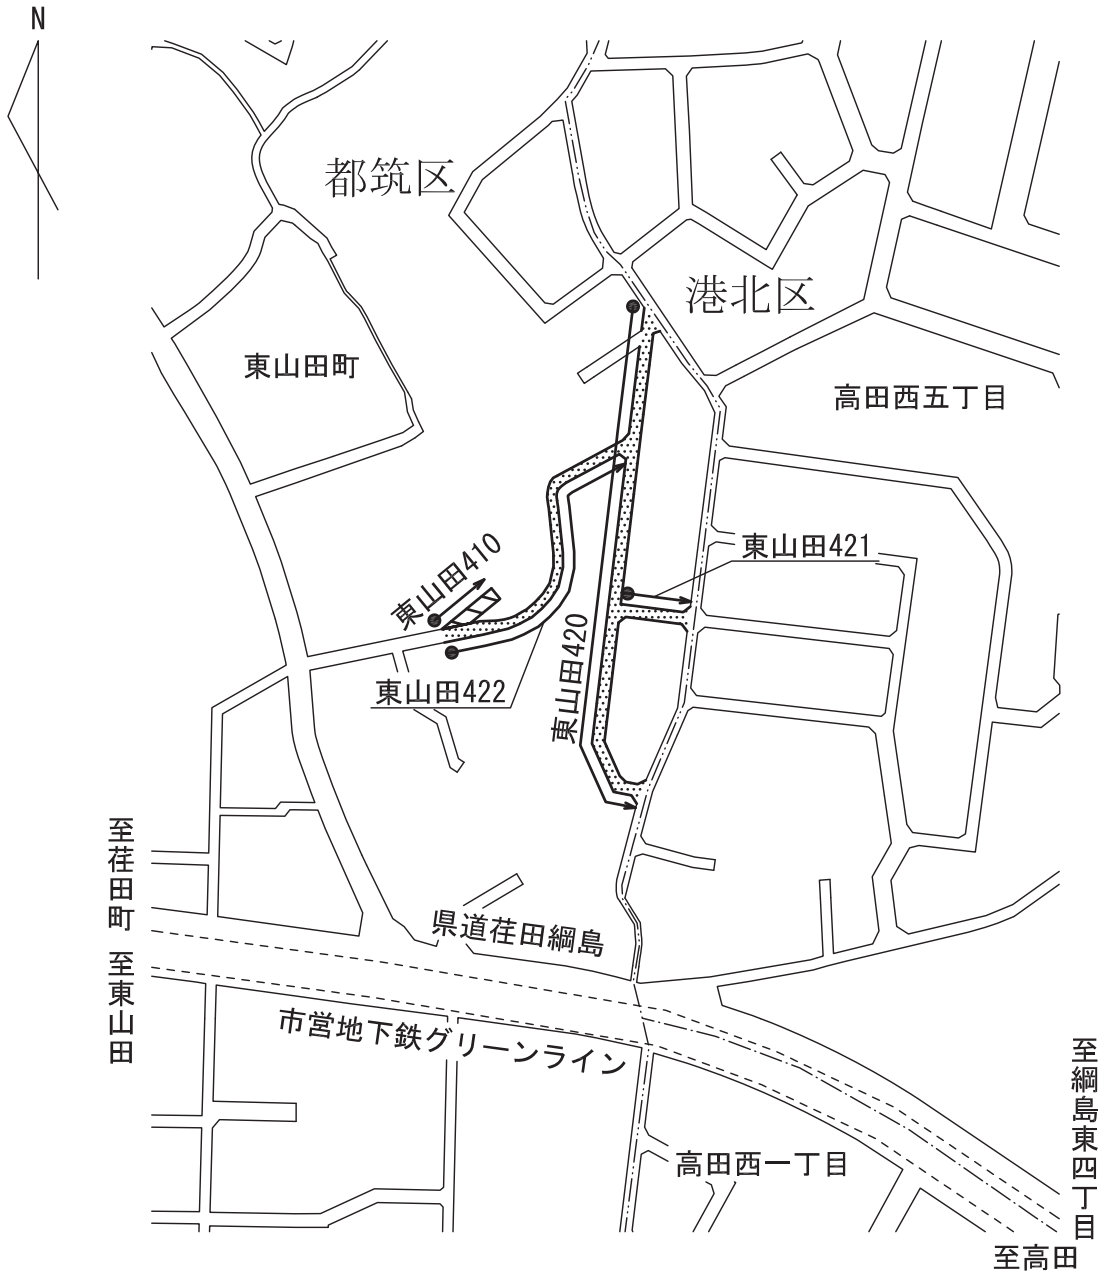 N
都筑区
港北区
東山田町
高田西五丁目
東山田410
東山田421
東山田420
東山田422
至荏田町
至東山田
県道荏田綱島
市営地下鉄グリーンライン
高田西一丁目
至綱島東四丁目
至高田